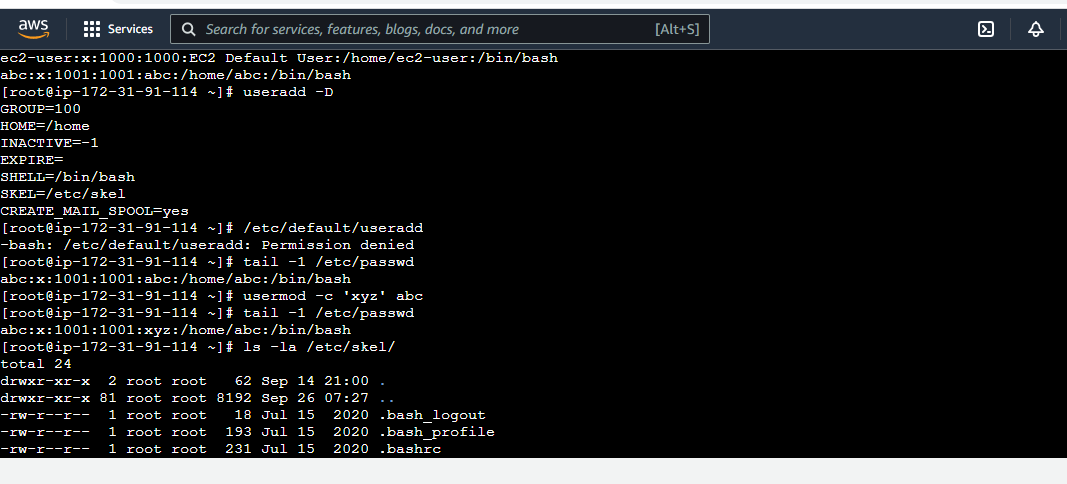 aws Services Search for services, features, blogs, docs, and more [Alt+S]
ec2-user:x:1000:1000:EC2 Default User:/home/ec2-user:/bin/bash
abc:x:1001:1001:abc:/home/abc:/bin/bash
[root@ip-172-31-91-114 ~]# useradd -D
GROUP=100
HOME=/home
INACTIVE=-1
EXPIRE=
SHELL=/bin/bash
SKEL=/etc/skel
CREATE_MAIL_SPOOL=yes
[root@ip-172-31-91-114 ~]# /etc/default/useradd
-bash: /etc/default/useradd: Permission denied
[root@ip-172-31-91-114 ~]# tail -1 /etc/passwd
abc:x:1001:1001:abc:/home/abc:/bin/bash
[root@ip-172-31-91-114 ~]# usermod -c 'xyz' abc
[root@ip-172-31-91-114 ~]# tail -1 /etc/passwd
abc:x:1001:1001:xyz:/home/abc:/bin/bash
[root@ip-172-31-91-114 ~]# ls -la /etc/skel/
total 24
drwxr-xr-x  2 root root   62 Sep 14 21:00 .
drwxr-xr-x 81 root root 8192 Sep 26 07:27 ..
-rw-r--r--  1 root root   18 Jul 15  2020 .bash_logout
-rw-r--r--  1 root root  193 Jul 15  2020 .bash_profile
-rw-r--r--  1 root root  231 Jul 15  2020 .bashrc